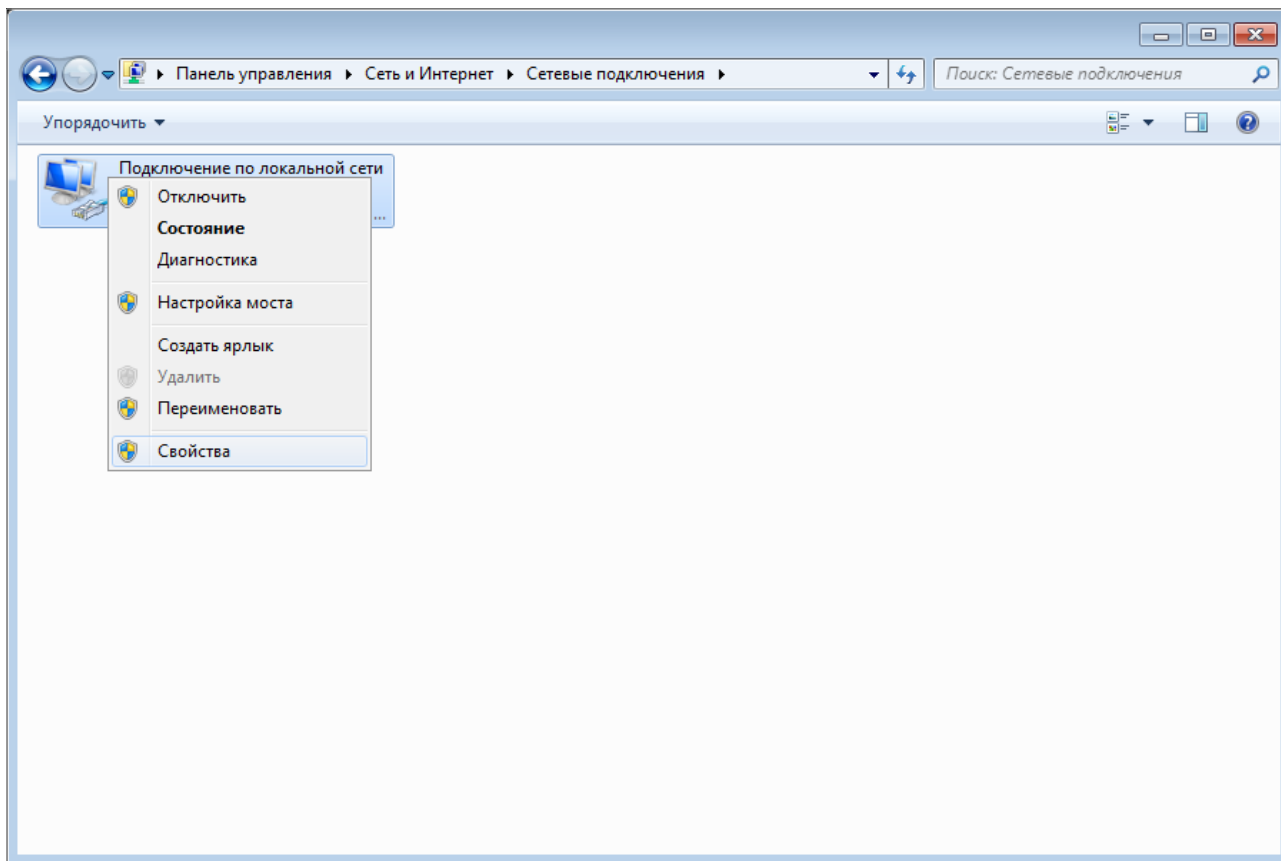 Панель управления Сеть и Интернет Сетевые подключения Поиск: Сетевые подключения
Упорядочить
Подключение по локальной сети
Отключить
...
Состояние
Диагностика
Настройка моста
Создать ярлык
Удалить
Переименовать
Свойства